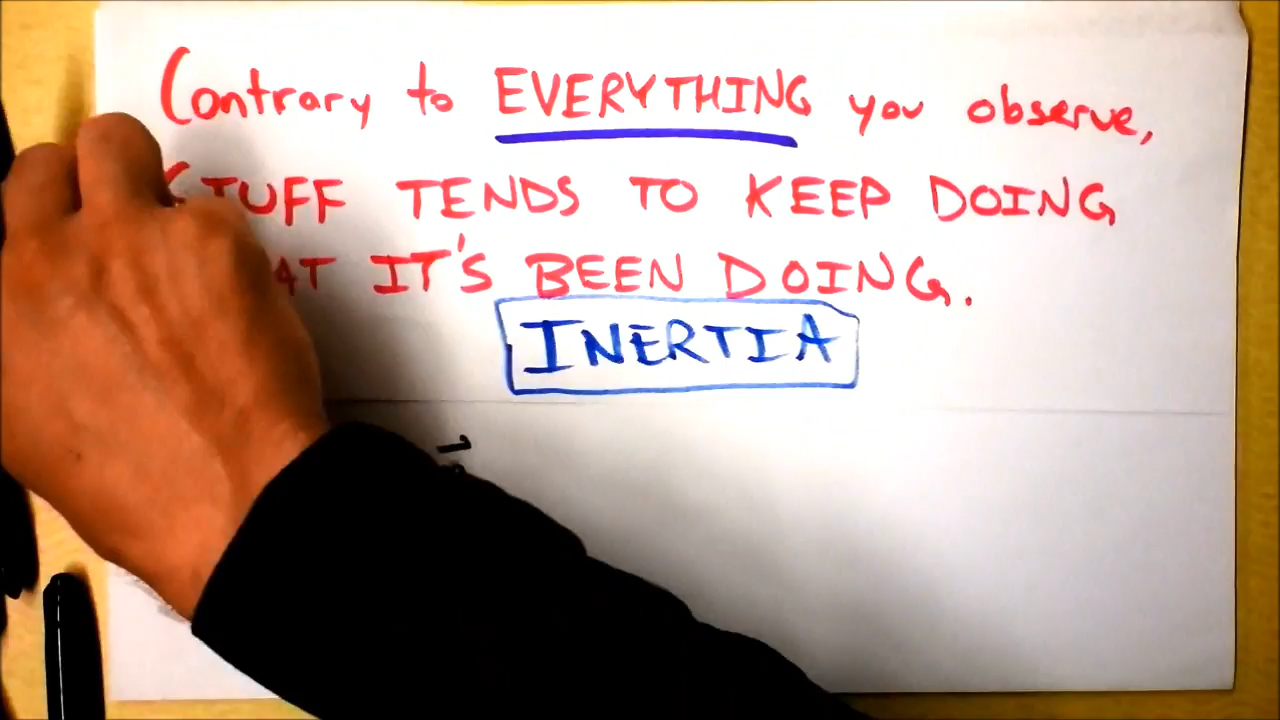 Contrary to EVERYTHING you observe,
STUFF TENDS TO KEEP DOING
IT'S BEEN DOING.
INERTIA